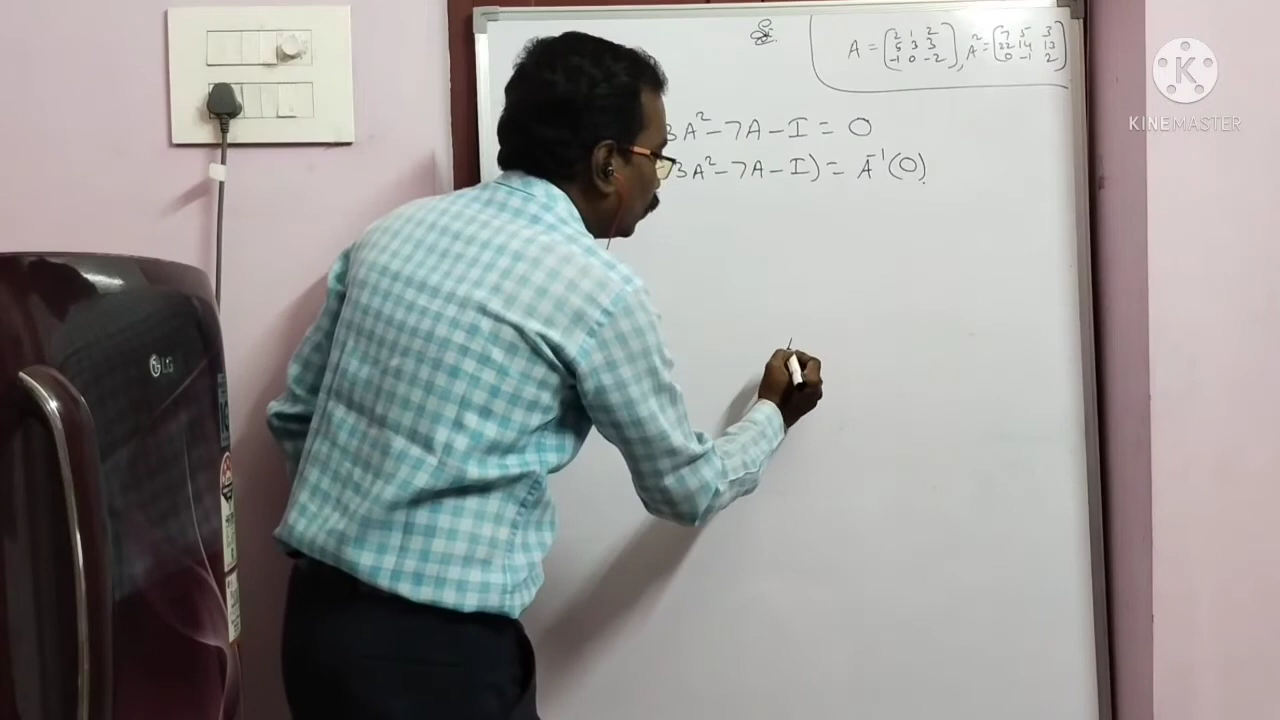 A = [2 1 2
5 3 3
-1 0 -2], A² = [7 5 3
22 14 13
0 -1 2]
3A² - 7A - I = 0
3A² - 7A - I) = A⁻¹(0)
K
KINEMASTER
LG